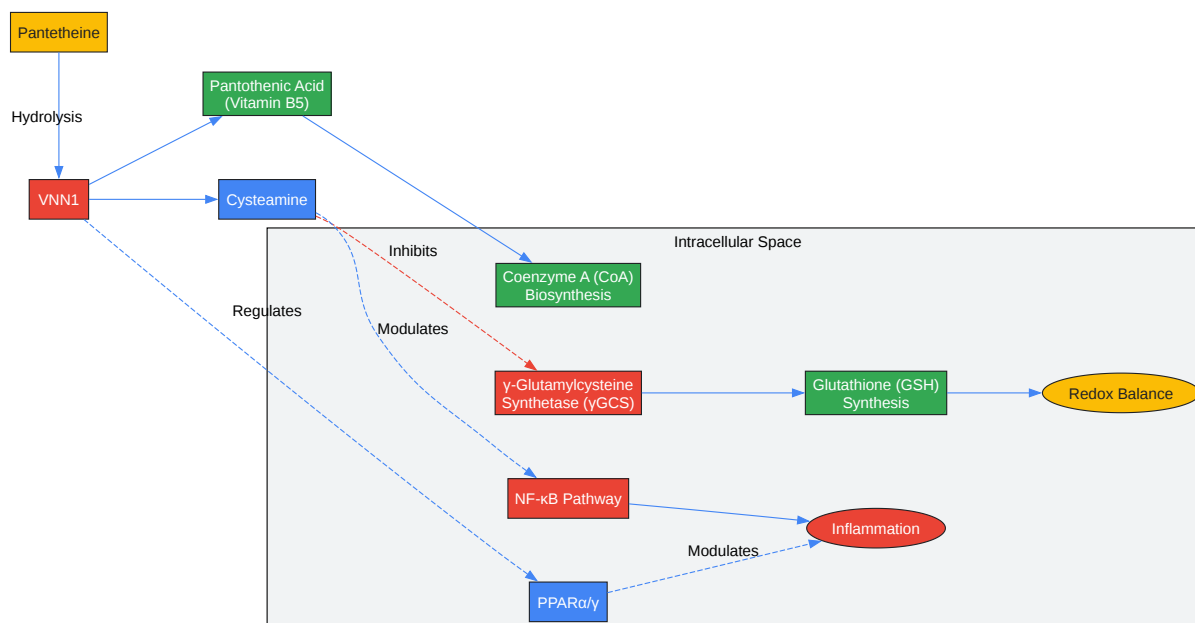 Pantetheine
Pantothenic Acid
(Vitamin B5)
Hydrolysis
VNN1
Cysteamine
Intracellular Space
Inhibits
Coenzyme A (CoA)
Biosynthesis
Regulates
Modulates
γ-Glutamylcysteine
Synthetase (γGCS)
Glutathione (GSH)
Synthesis
Redox Balance
NF-κB Pathway
Inflammation
Modulates
PPARα/γ